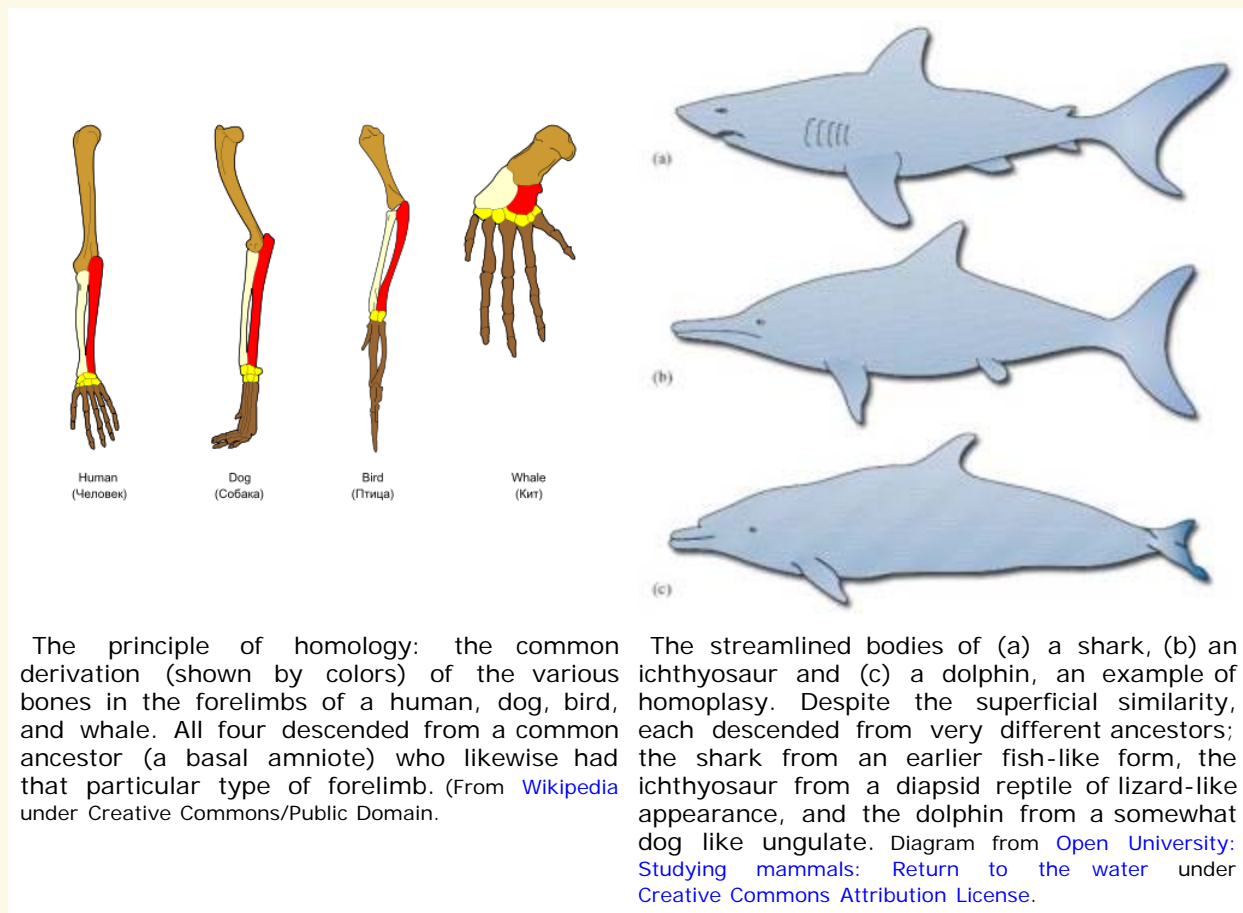 Human
(Человек)
Dog
(Собака)
Bird
(Птица)
Whale
(Кит)
(a)
(b)
(c)
The principle of homology: the common
derivation (shown by colors) of the various
bones in the forelimbs of a human, dog, bird,
and whale. All four descended from a common
ancestor (a basal amniote) who likewise had
that particular type of forelimb. (From Wikipedia
under Creative Commons/Public Domain.
The streamlined bodies of (a) a shark, (b) an
ichthyosaur and (c) a dolphin, an example of
homoplasy. Despite the superficial similarity,
each descended from very different ancestors;
the shark from an earlier fish-like form, the
ichthyosaur from a diapsid reptile of lizard-like
appearance, and the dolphin from a somewhat
dog like ungulate. Diagram from Open University:
Studying mammals: Return to the water under
Creative Commons Attribution License.